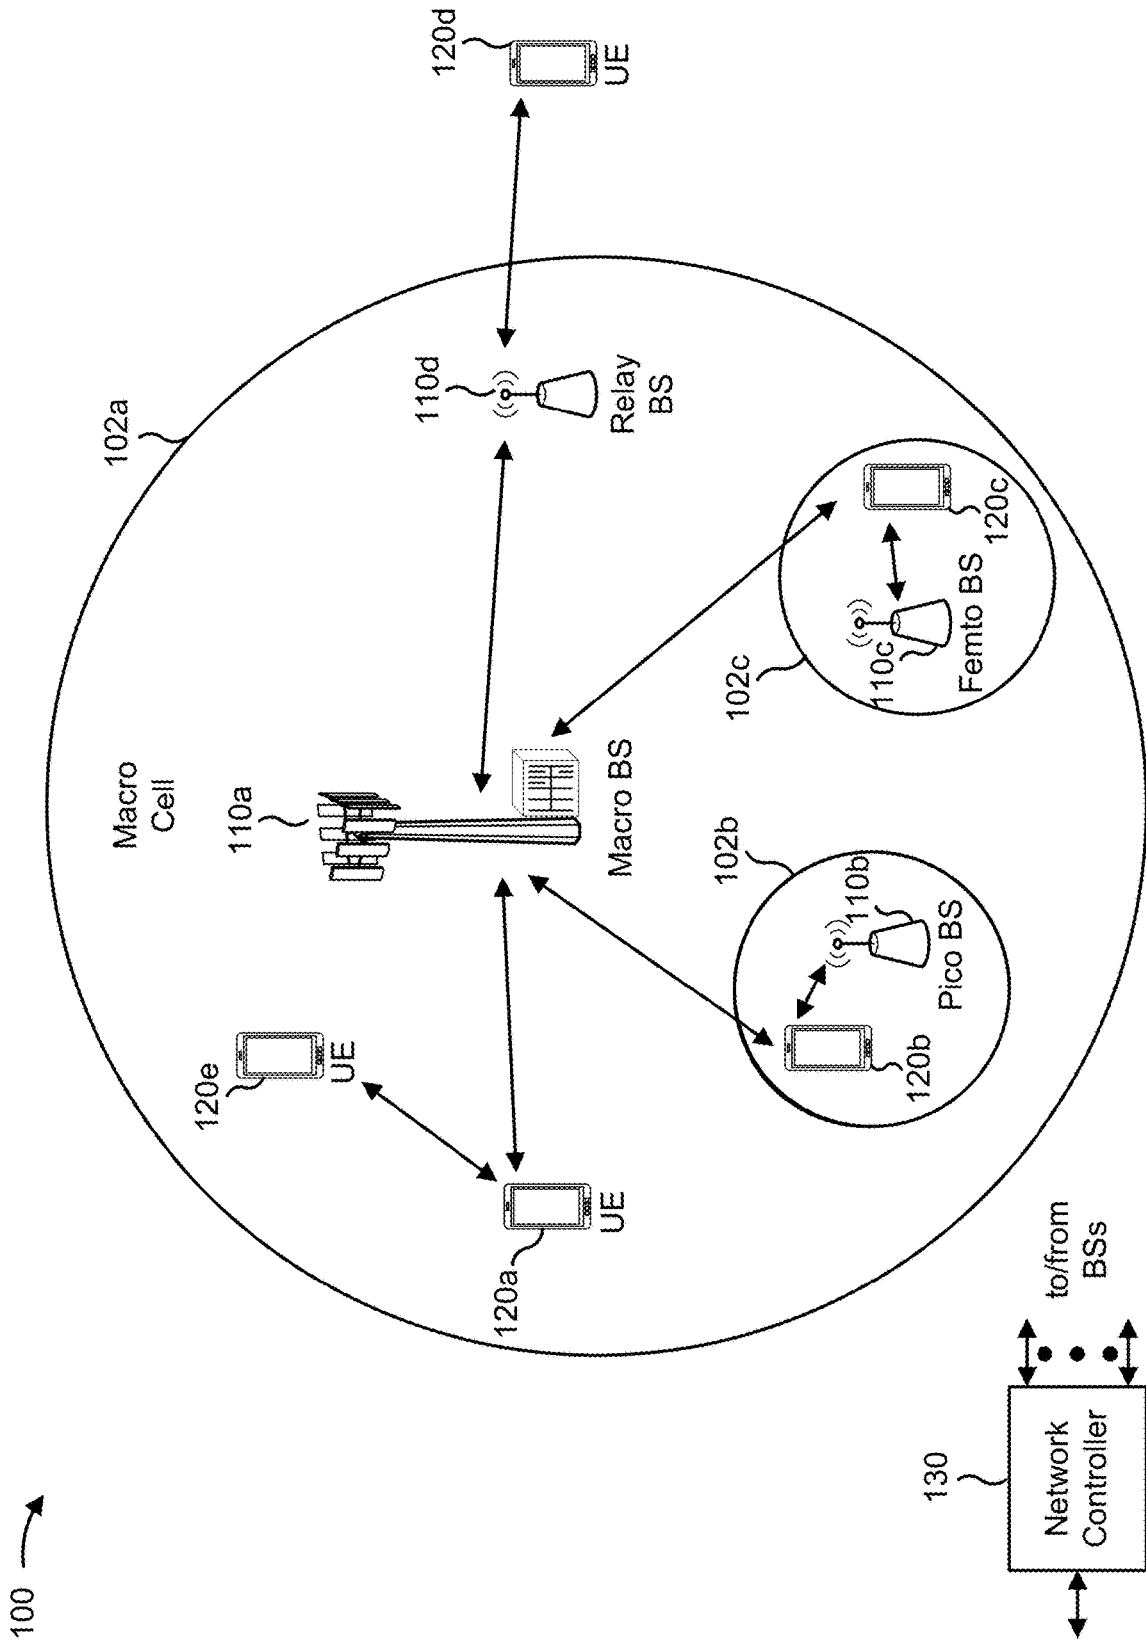 100
102a
Macro
Cell
110a
120d
UE
120e
UE
110d
Relay
BS
120a
UE
Macro BS
102b
110b
Pico BS
120b
102c
110c
Femto BS
120c
130
Network
Controller
to/from
BSs